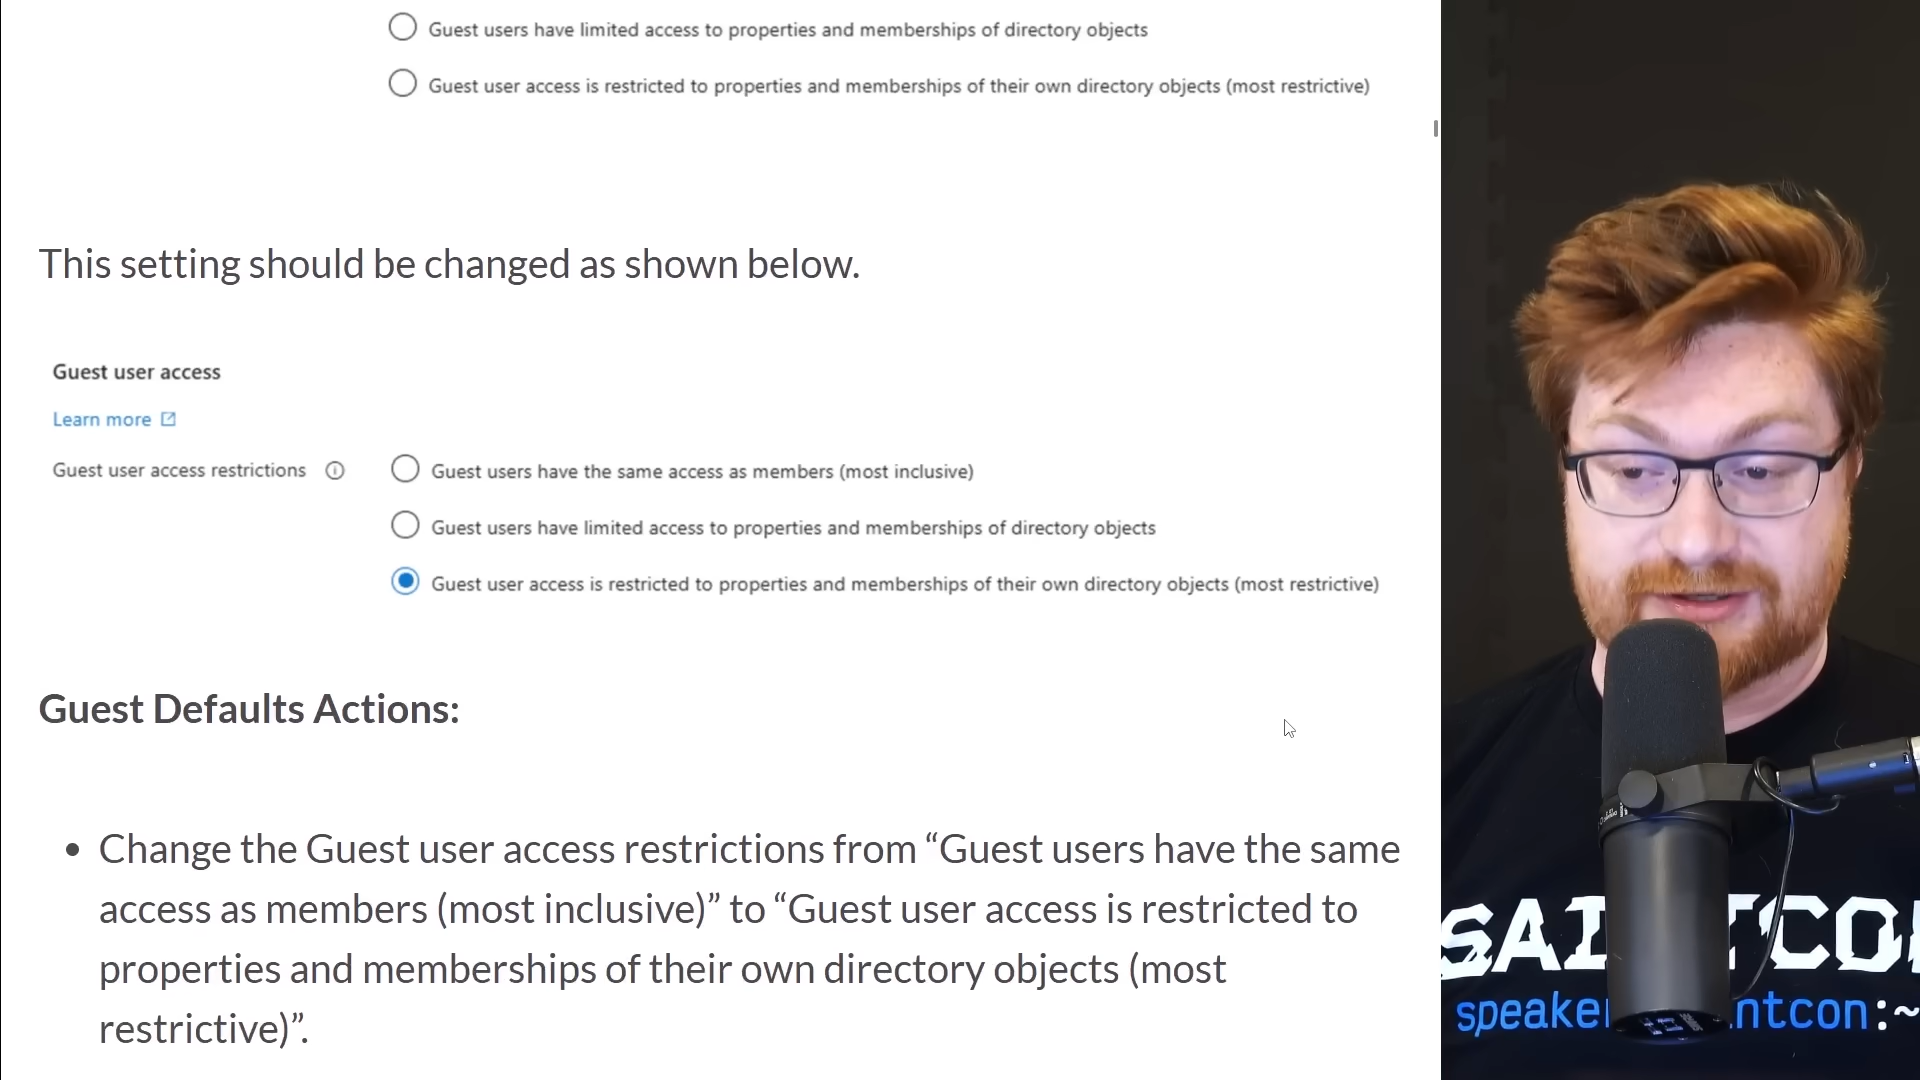 Guest users have limited access to properties and memberships of directory objects
Guest user access is restricted to properties and memberships of their own directory objects (most restrictive)
This setting should be changed as shown below.
Guest user access
Learn more
Guest user access restrictions
Guest users have the same access as members (most inclusive)
Guest users have limited access to properties and memberships of directory objects
Guest user access is restricted to properties and memberships of their own directory objects (most restrictive)
Guest Defaults Actions:
• Change the Guest user access restrictions from “Guest users have the same
access as members (most inclusive)” to “Guest user access is restricted to
properties and memberships of their own directory objects (most
restrictive)”.